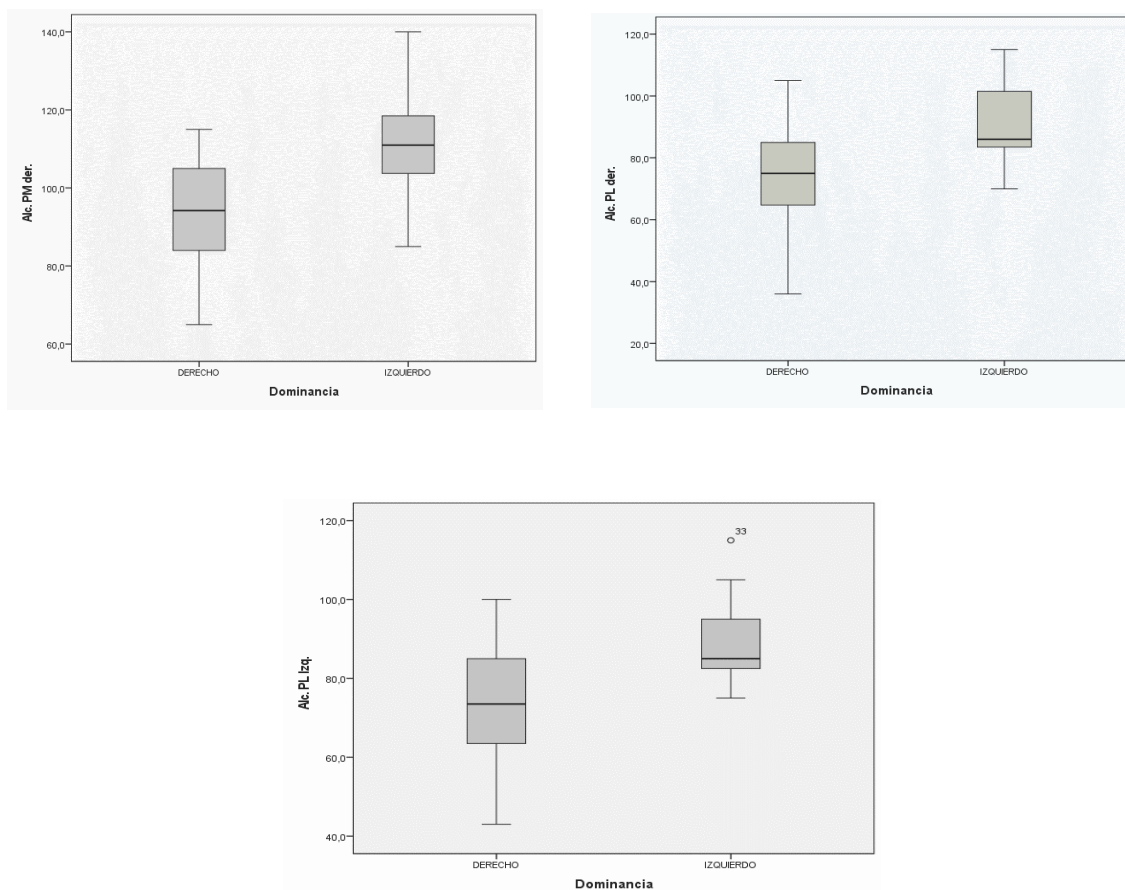 140,0
120,0
100,0
80,0
60,0
Alc. PM der.
DERECHO
IZQUIERDO
Dominancia
120,0
100,0
80,0
60,0
40,0
20,0
Alc. PL der.
DERECHO
IZQUIERDO
Dominancia
120,0
100,0
80,0
60,0
40,0
Alc. PL Izq.
33
DERECHO
IZQUIERDO
Dominancia